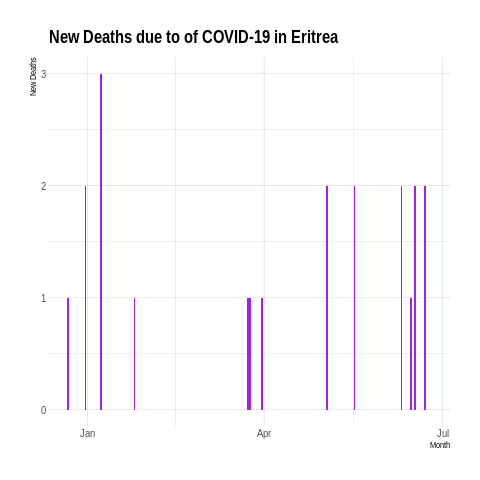 New Deaths due to of COVID-19 in Eritrea
New Deaths
3
2
1
0
Jan
Apr
Jul
Month